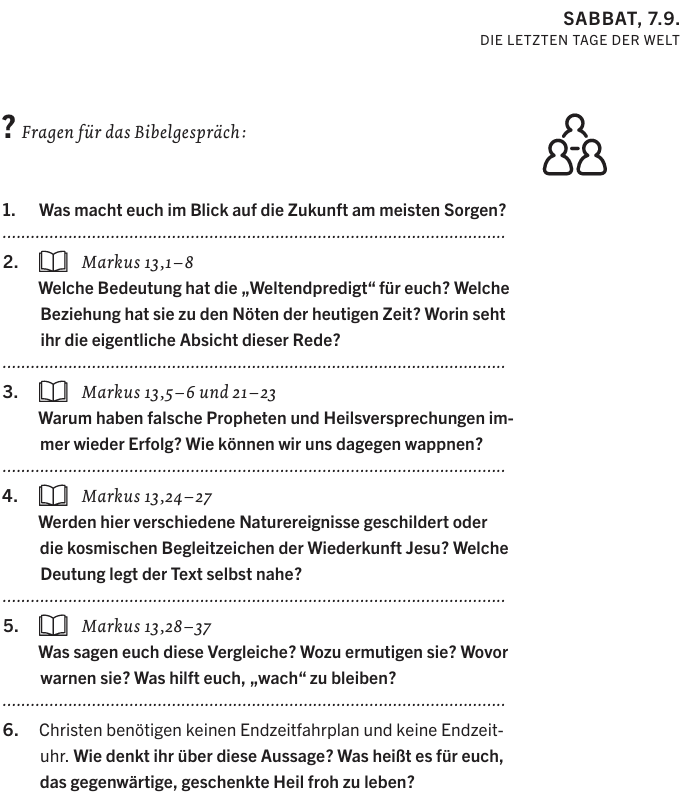 SABBAT, 7.9.
DIE LETZTEN TAGE DER WELT
? Fragen für das Bibelgespräch:
1. Was macht euch im Blick auf die Zukunft am meisten Sorgen?
2. Markus 13,1–8
Welche Bedeutung hat die „Weltendpredigt“ für euch? Welche
Beziehung hat sie zu den Nöten der heutigen Zeit? Worin seht
ihr die eigentliche Absicht dieser Rede?
3. Markus 13,5–6 und 21–23
Warum haben falsche Propheten und Heilsversprechungen im-
mer wieder Erfolg? Wie können wir uns dagegen wappnen?
4. Markus 13,24–27
Werden hier verschiedene Naturereignisse geschildert oder
die kosmischen Begleitzeichen der Wiederkunft Jesu? Welche
Deutung legt der Text selbst nahe?
5. Markus 13,28–37
Was sagen euch diese Vergleiche? Wozu ermutigen sie? Wovor
warnen sie? Was hilft euch, „wach“ zu bleiben?
6. Christen benötigen keinen Endzeitfahrplan und keine Endzeit-
uhr. Wie denkt ihr über diese Aussage? Was heißt es für euch,
das gegenwärtige, geschenkte Heil froh zu leben?